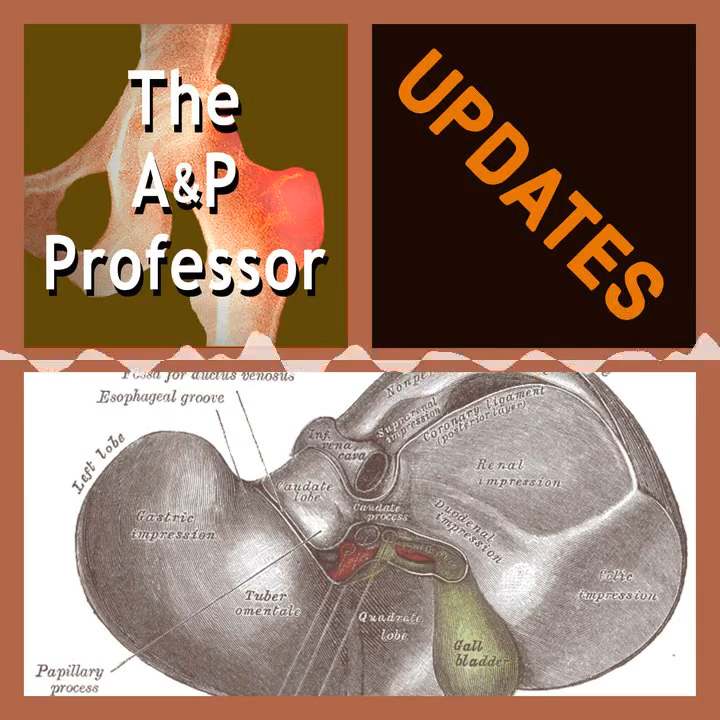 The
A&P
Professor
UPDATES
Fossa for ductus venosus
Esophageal groove
Left lobe
Nonpe
Suprarenal
impression
Coronary ligament
(posterior layer)
Inf.
vena
cava
Renal
impression
Caudate
lobe
Caudate
process
Duodenal
impression
Gastric
impression
Colic
impression
Tuber
omentale
Quadrate
lobe
Gall
bladder
Papillary
process